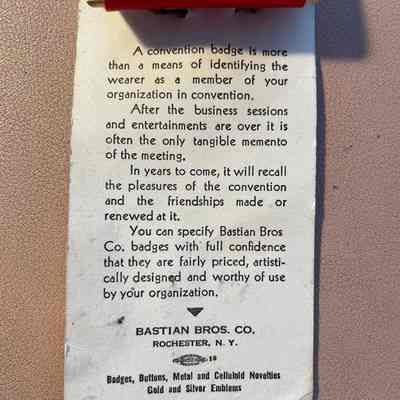 A convention badge is more
than a means of identifying the
wearer as a member of your
organization in convention.
After the business sessions
and entertainments are over it is
often the only tangible memento
of the meeting.
In years to come, it will recall
the pleasures of the convention
and the friendships made or
renewed at it.
You can specify Bastian Bros
Co. badges with full confidence
that they are fairly priced, artisti-
cally designed and worthy of use
by your organization.
BASTIAN BROS. CO.
ROCHESTER, N. Y.
Badges, Buttons, Metal and Celluloid Novelties
Gold and Silver Emblems